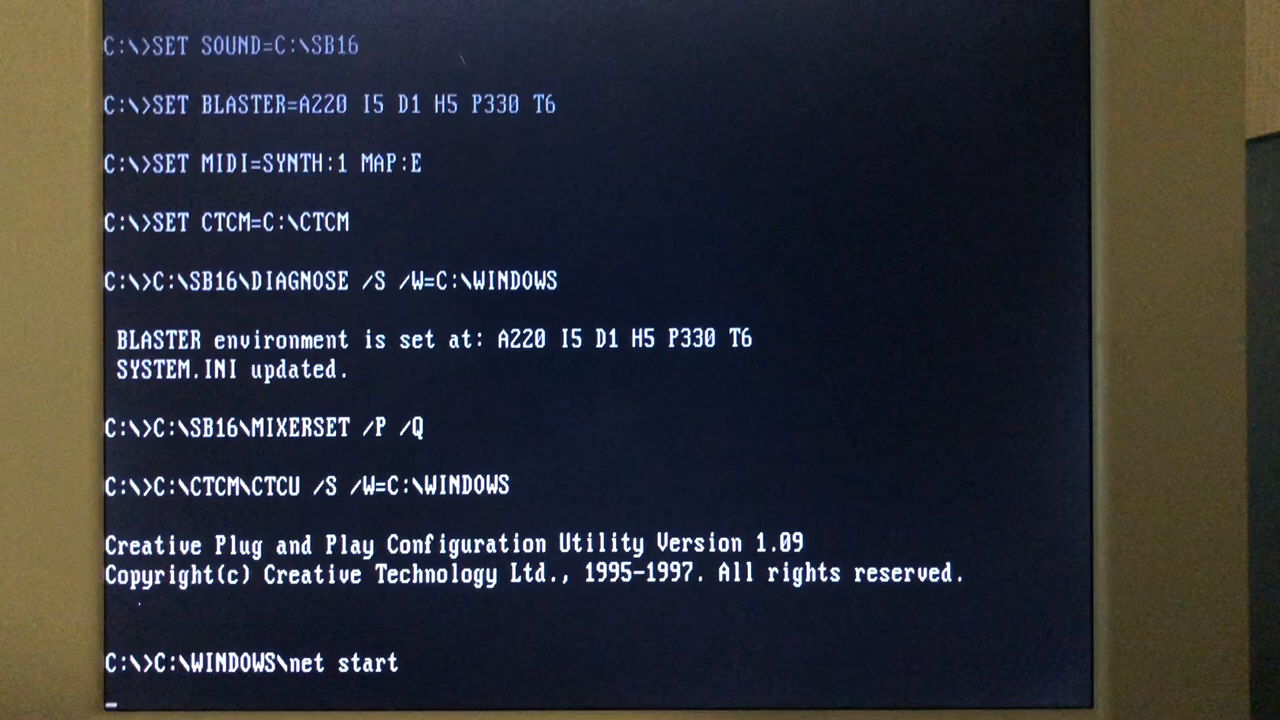 C:\>SET SOUND=C:\SB16
C:\>SET BLASTER=A220 I5 D1 H5 P330 T6
C:\>SET MIDI=SYNTH:1 MAP:E
C:\>SET CTCM=C:\CTCM
C:\>C:\SB16\DIAGNOSE /S /W=C:\WINDOWS
BLASTER environment is set at: A220 I5 D1 H5 P330 T6
SYSTEM.INI updated.
C:\>C:\SB16\MIXERSET /P /Q
C:\>C:\CTCM\CTCU /S /W=C:\WINDOWS
Creative Plug and Play Configuration Utility Version 1.09
Copyright(c) Creative Technology Ltd., 1995-1997. All rights reserved.
C:\>C:\WINDOWS\net start